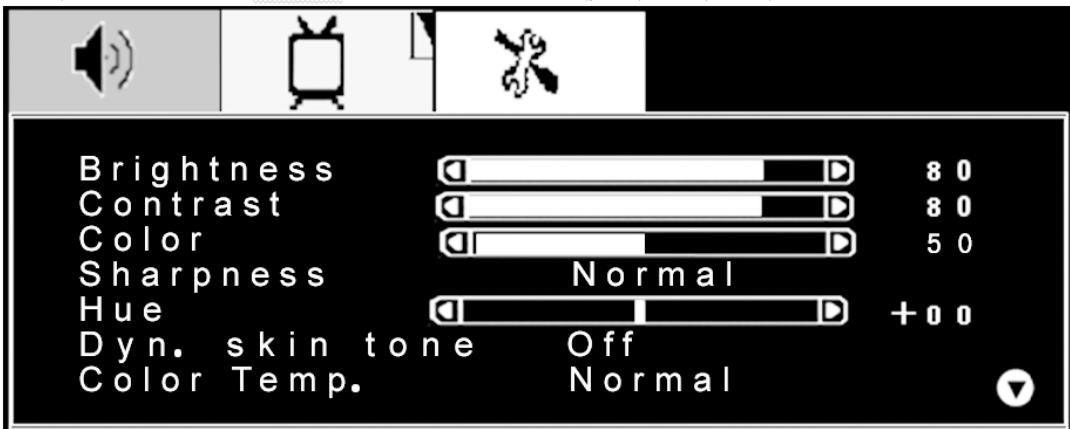 Brightness 80
Contrast 80
Color 50
Sharpness Normal
Hue +00
Dyn. skin tone Off
Color Temp. Normal